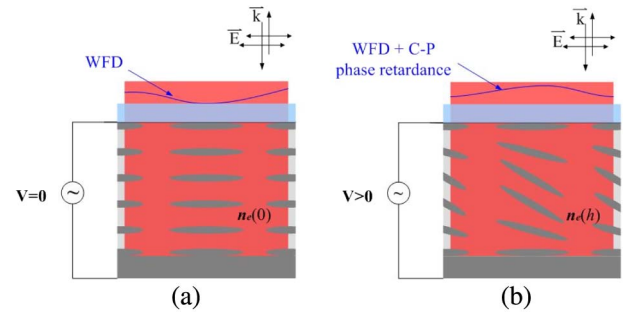 k
E
WFD
V=0
~
nₑ(0)
(a)
k
E
WFD + C-P
phase retardance
V>0
~
nₑ(h)
(b)